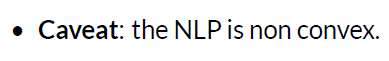 • Caveat: the NLP is non convex.